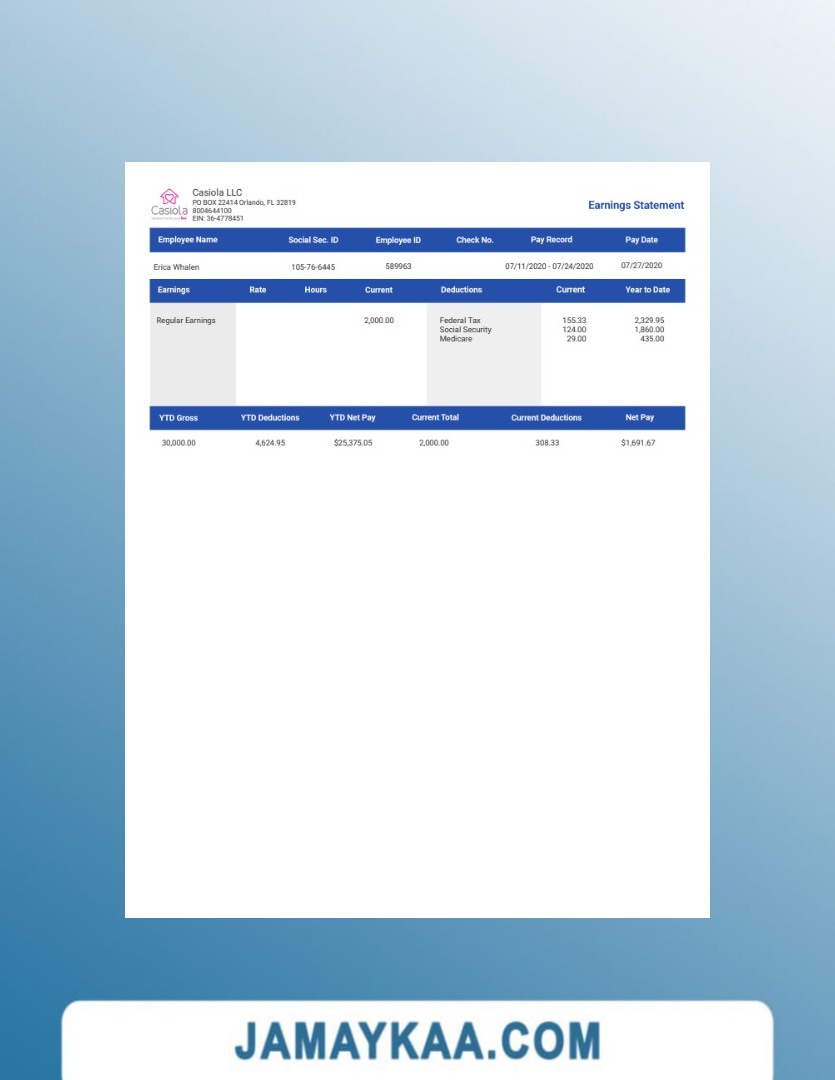 Casiola LLC
PO BOX 22414 Orlando, FL 32819
8004644100
EIN: 36-4778451
Casiola
Earnings Statement
Employee Name Social Sec. ID Employee ID Check No. Pay Record Pay Date
Erica Whalen 105-76-6445 589963 07/11/2020 - 07/24/2020 07/27/2020
Earnings Rate Hours Current Deductions Current Year to Date
Regular Earnings 2,000.00 Federal Tax 155.33 2,329.95
Social Security 124.00 1,860.00
Medicare 29.00 435.00
YTD Gross YTD Deductions YTD Net Pay Current Total Current Deductions Net Pay
30,000.00 4,624.95 $25,375.05 2,000.00 308.33 $1,691.67
JAMAYKAA.COM